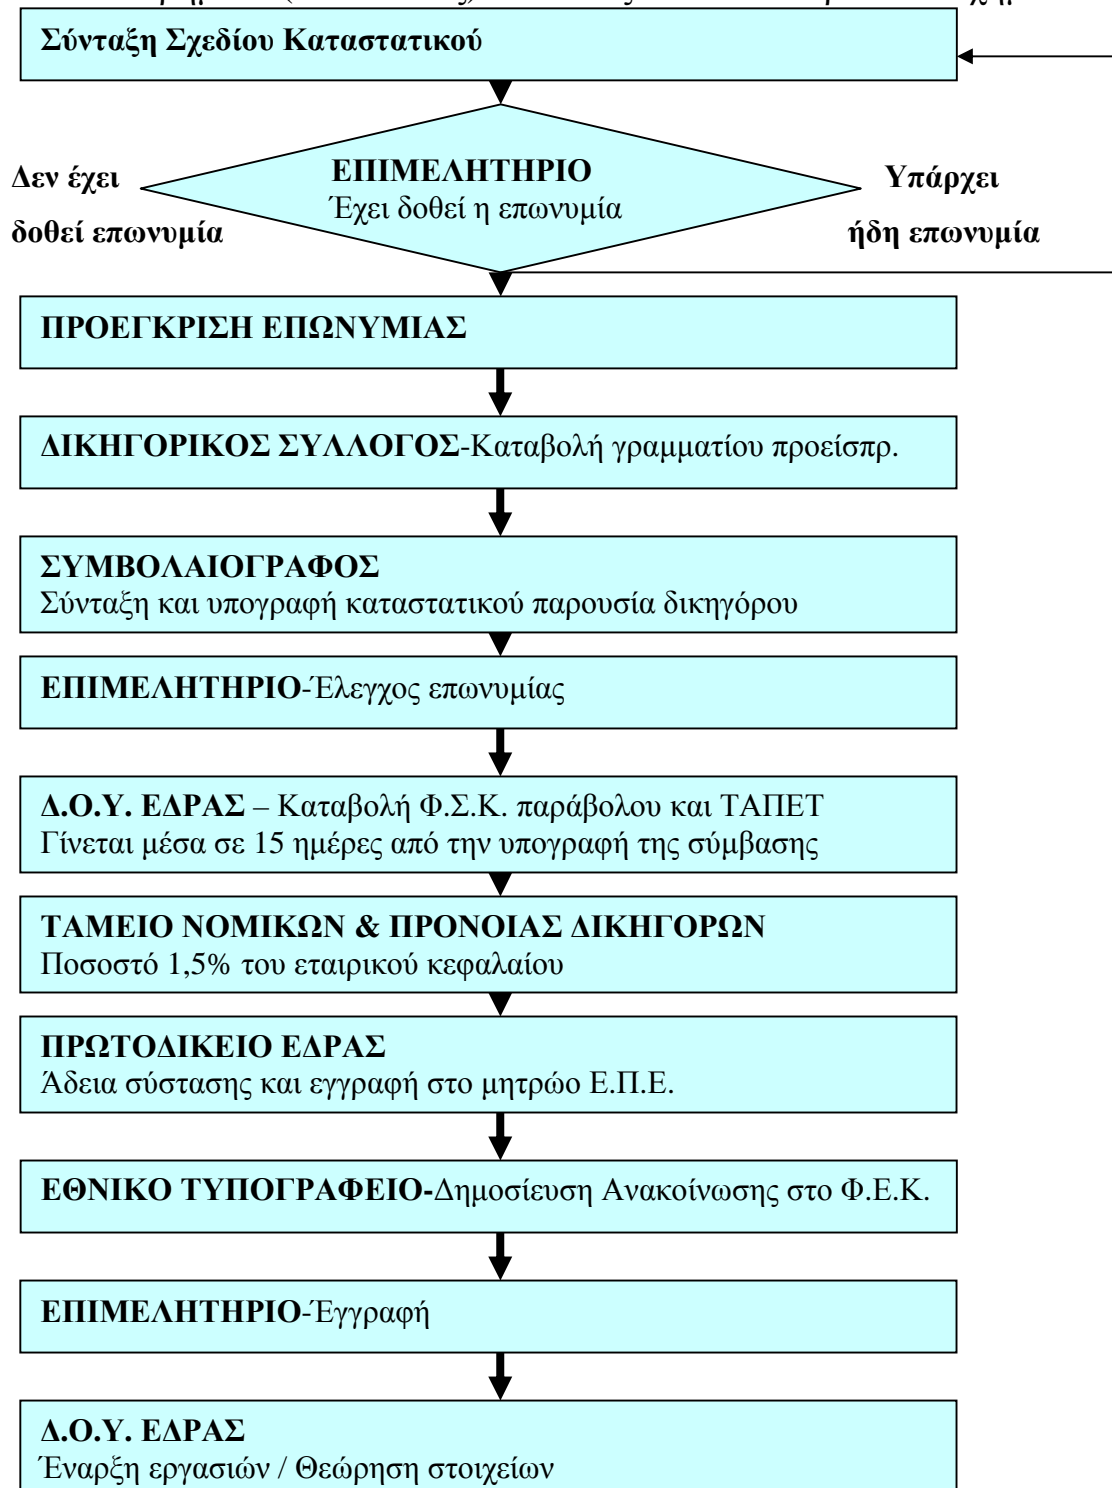 Σύνταξη Σχεδίου Καταστατικού
ΕΠΙΜΕΛΗΤΗΡΙΟ
Έχει δοθεί η επωνυμία
Δεν έχει
δοθεί επωνυμία
Υπάρχει
ήδη επωνυμία
ΠΡΟΕΓΚΡΙΣΗ ΕΠΩΝΥΜΙΑΣ
ΔΙΚΗΓΟΡΙΚΟΣ ΣΥΛΛΟΓΟΣ-Καταβολή γραμματίου προείσπρ.
ΣΥΜΒΟΛΑΙΟΓΡΑΦΟΣ
Σύνταξη και υπογραφή καταστατικού παρουσία δικηγόρου
ΕΠΙΜΕΛΗΤΗΡΙΟ-Έλεγχος επωνυμίας
Δ.Ο.Υ. ΕΔΡΑΣ – Καταβολή Φ.Σ.Κ. παράβολου και ΤΑΠΕΤ
Γίνεται μέσα σε 15 ημέρες από την υπογραφή της σύμβασης
ΤΑΜΕΙΟ ΝΟΜΙΚΩΝ & ΠΡΟΝΟΙΑΣ ΔΙΚΗΓΟΡΩΝ
Ποσοστό 1,5% του εταιρικού κεφαλαίου
ΠΡΩΤΟΔΙΚΕΙΟ ΕΔΡΑΣ
Άδεια σύστασης και εγγραφή στο μητρώο Ε.Π.Ε.
ΕΘΝΙΚΟ ΤΥΠΟΓΡΑΦΕΙΟ-Δημοσίευση Ανακοίνωσης στο Φ.Ε.Κ.
ΕΠΙΜΕΛΗΤΗΡΙΟ-Έγγραφή
Δ.Ο.Υ. ΕΔΡΑΣ
Έναρξη εργασιών / Θεώρηση στοιχείων